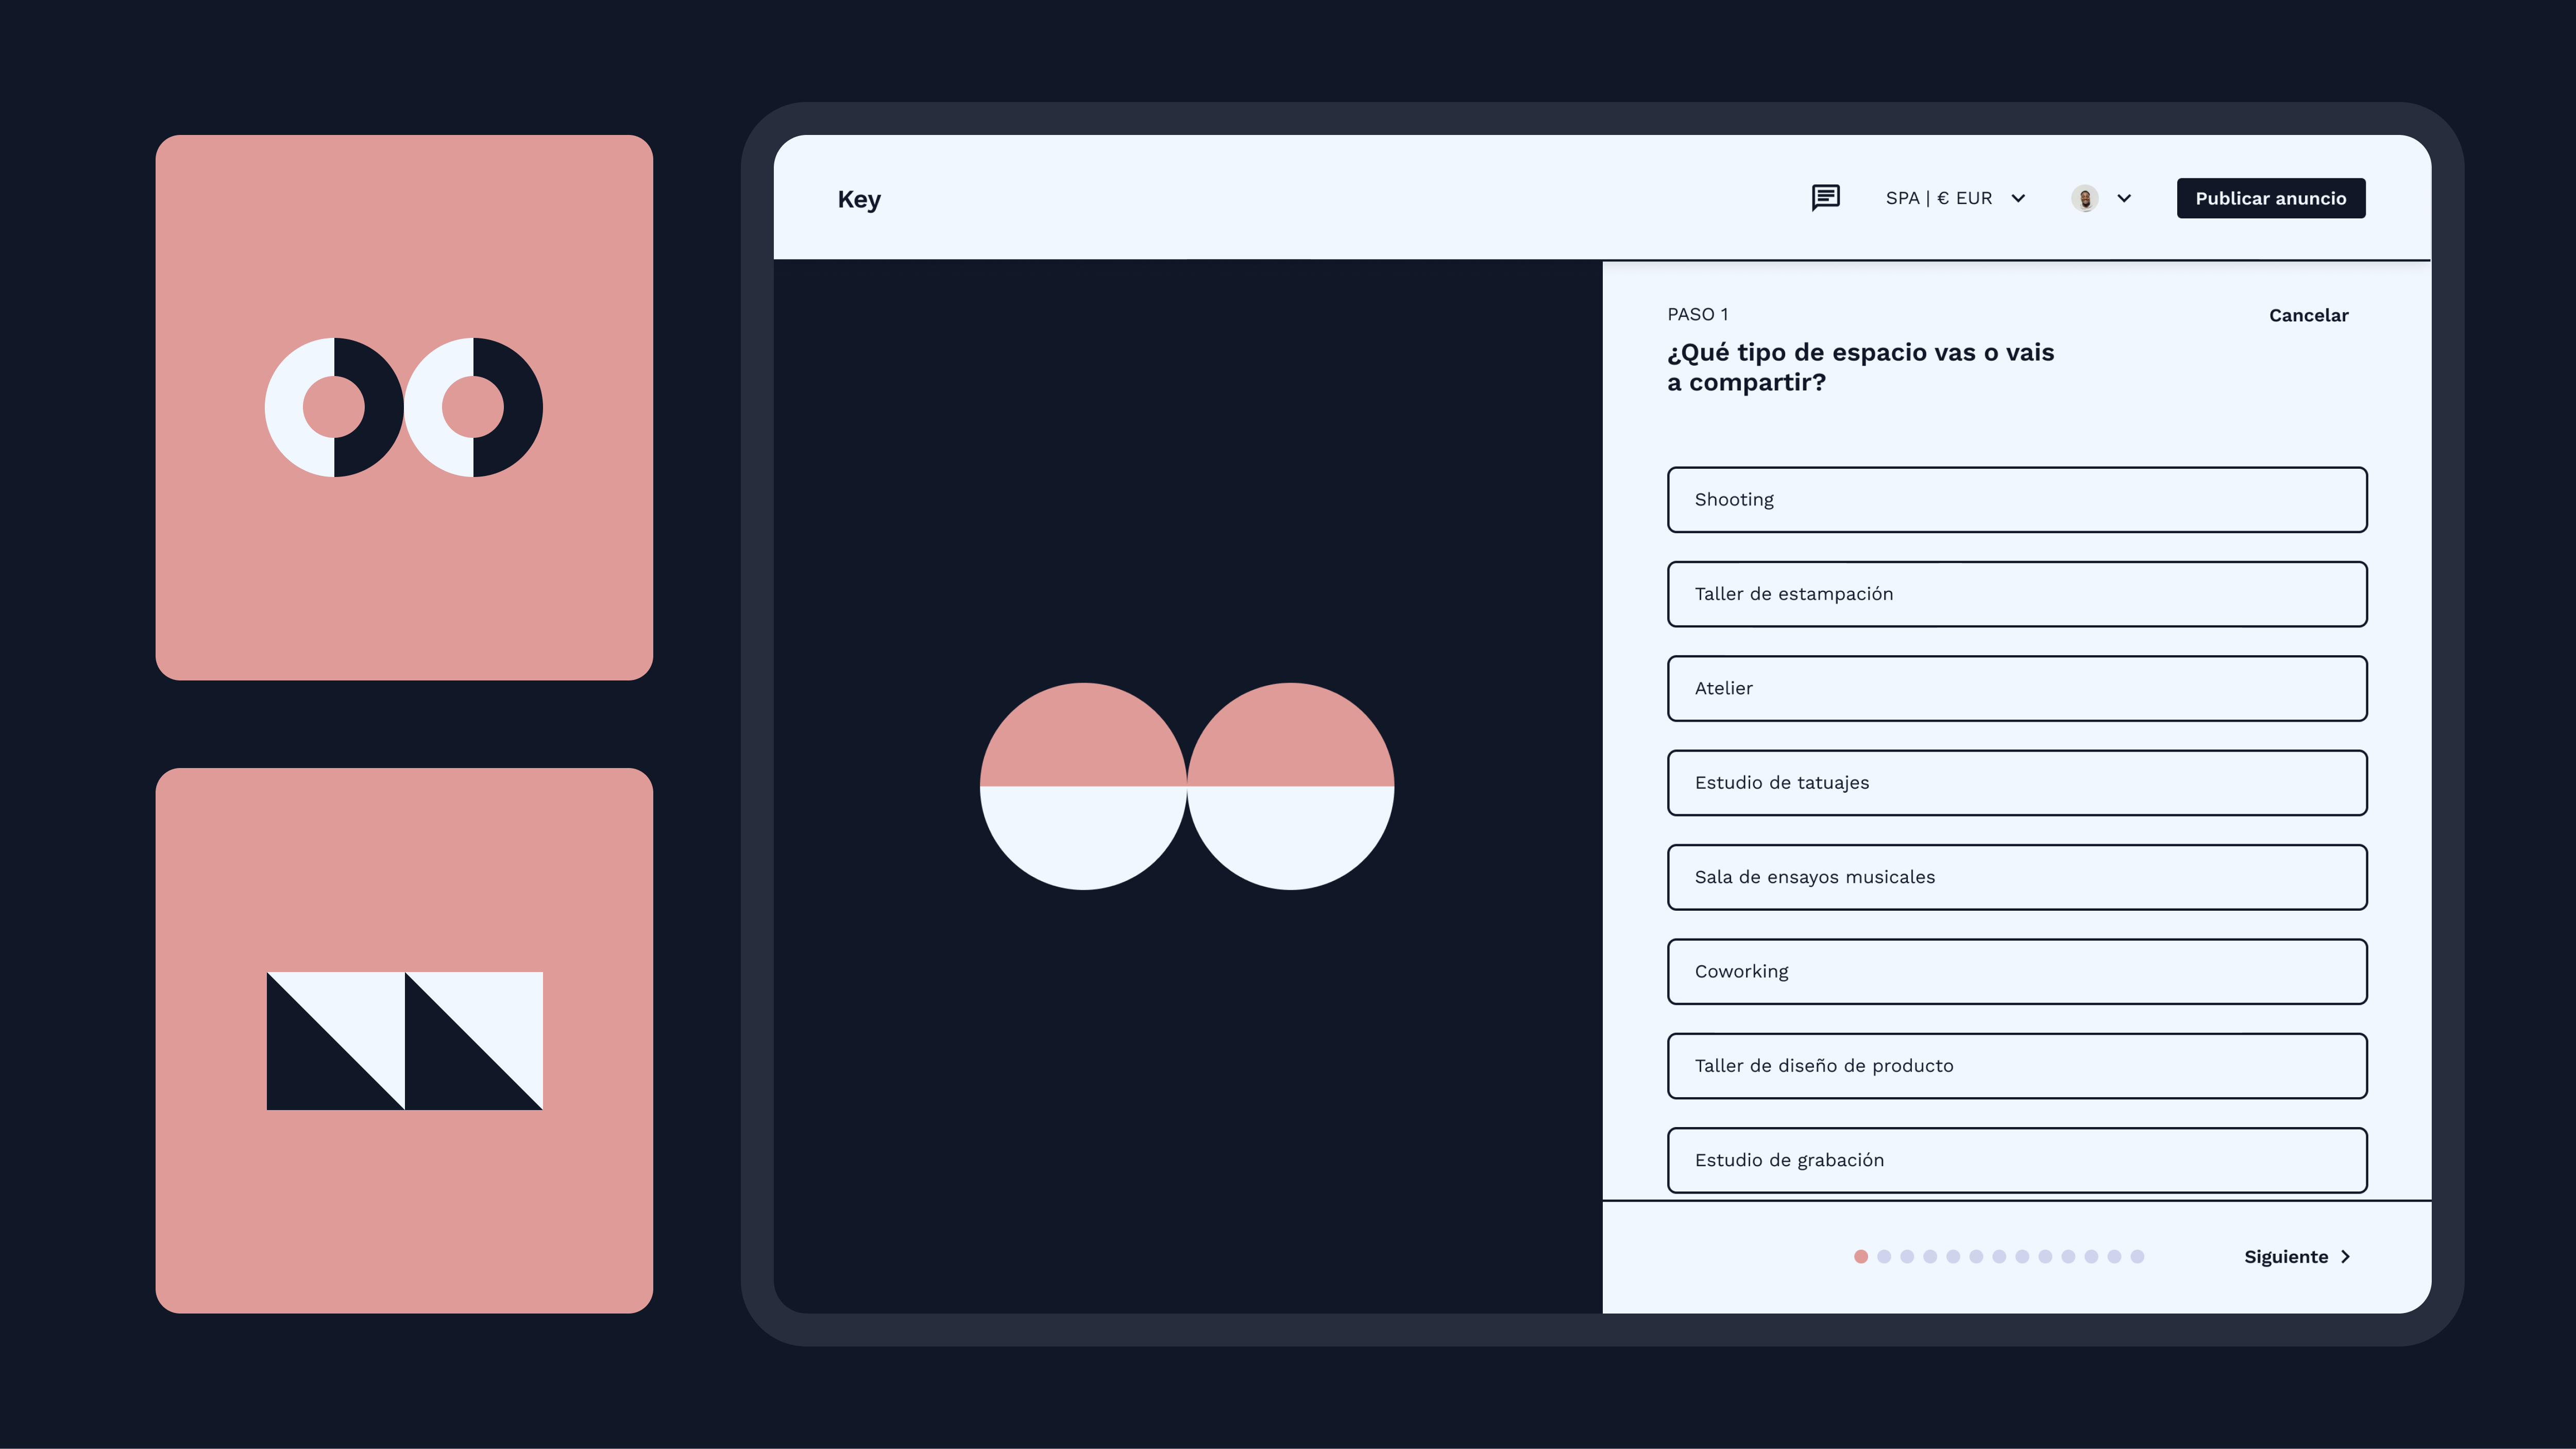 Key
SPA | € EUR
Publicar anuncio
PASO 1
Cancelar
¿Qué tipo de espacio vas o vais
a compartir?
Shooting
Taller de estampación
Atelier
Estudio de tatuajes
Sala de ensayos musicales
Coworking
Taller de diseño de producto
Estudio de grabación
Siguiente